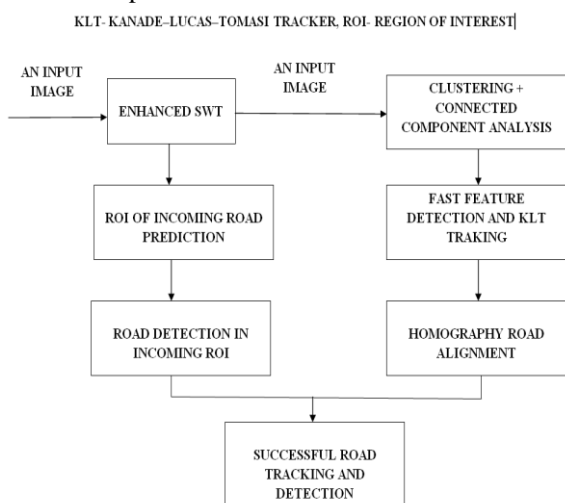 KLT- KANADE–LUCAS–TOMASI TRACKER, ROI- REGION OF INTEREST
AN INPUT
IMAGE
ENHANCED SWT
AN INPUT
IMAGE
CLUSTERING +
CONNECTED
COMPONENT ANALYSIS
ROI OF INCOMING ROAD
PREDICTION
FAST FEATURE
DETECTION AND KLT
TRAKING
ROAD DETECTION IN
INCOMING ROI
HOMOGRAPHY ROAD
ALIGNMENT
SUCCESSFUL ROAD
TRACKING AND
DETECTION